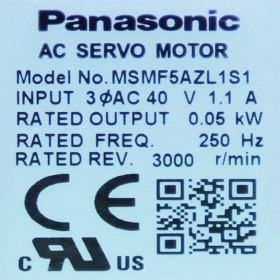 Panasonic
AC SERVO MOTOR
Model No. MSMF5AZL1S1
INPUT 3ϕAC 40 V 1.1 A
RATED OUTPUT 0.05 kW
RATED FREQ. 250 Hz
RATED REV. 3000 r/min
CE
C RU US